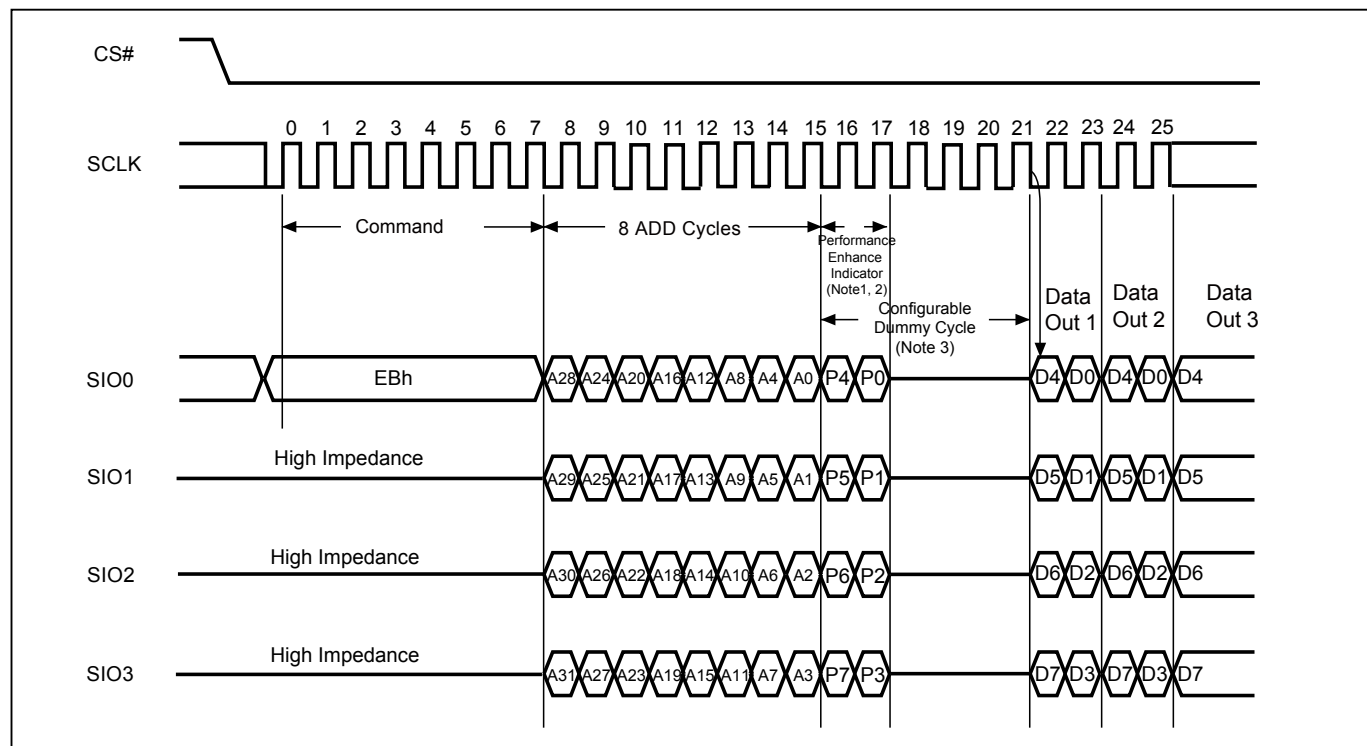 CS#
0 1 2 3 4 5 6 7 8 9 10 11 12 13 14 15 16 17 18 19 20 21 22 23 24 25
SCLK
Command
8 ADD Cycles
Performance
Enhance
Indicator
(Note1, 2)
Configurable
Dummy Cycle
(Note 3)
Data
Out 1
Data
Out 2
Data
Out 3
SIO0
EBh
A28 A24 A20 A16 A12 A8 A4 A0 P4 P0 D4 D0 D4 D0 D4
High Impedance
SIO1
A29 A25 A21 A17 A13 A9 A5 A1 P5 P1 D5 D1 D5 D1 D5
High Impedance
SIO2
A30 A26 A22 A18 A14 A10 A6 A2 P6 P2 D6 D2 D6 D2 D6
High Impedance
SIO3
A31 A27 A23 A19 A15 A11 A7 A3 P7 P3 D7 D3 D7 D3 D7